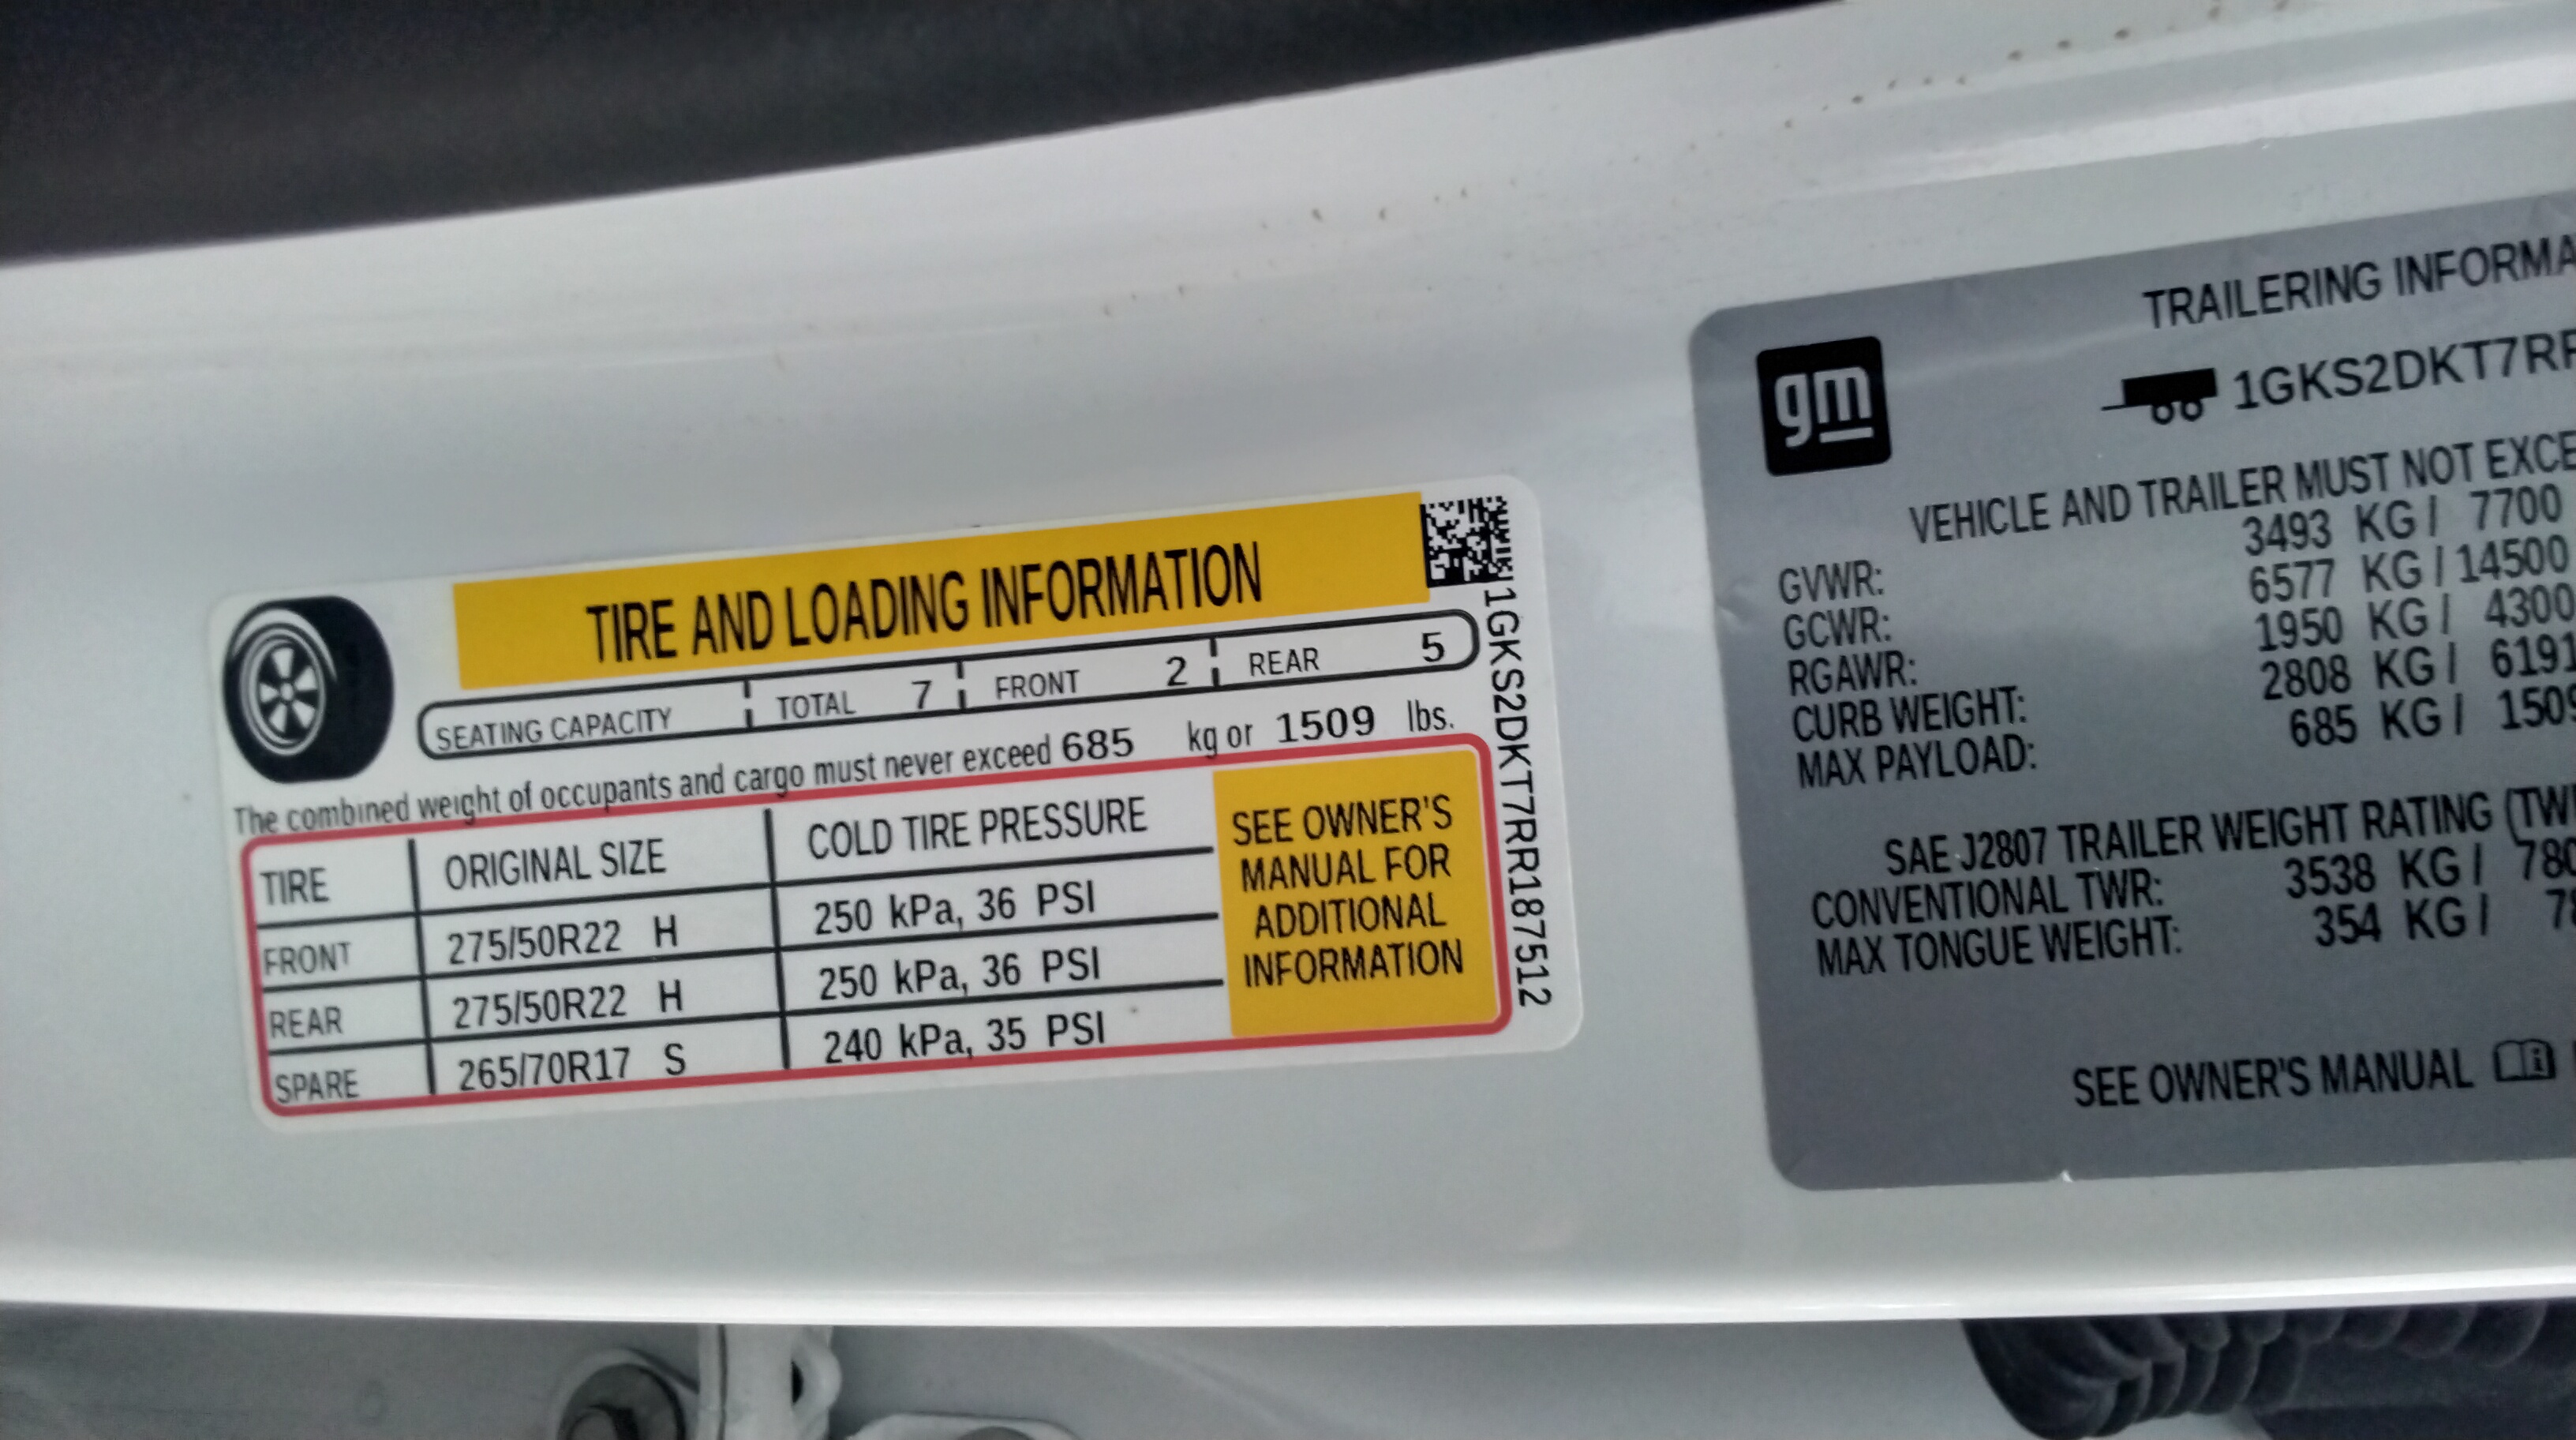 TIRE AND LOADING INFORMATION
SEATING CAPACITY TOTAL 7 FRONT 2 REAR 5
The combined weight of occupants and cargo must never exceed 685 kg or 1509 lbs.
TIRE ORIGINAL SIZE COLD TIRE PRESSURE
FRONT 275/50R22 H 250 kPa, 36 PSI
REAR 275/50R22 H 250 kPa, 36 PSI
SPARE 265/70R17 S 240 kPa, 35 PSI
SEE OWNER'S
MANUAL FOR
ADDITIONAL
INFORMATION
1GKS2DKT7RR187512
gm
TRAILERING INFORMA
1GKS2DKT7RR
VEHICLE AND TRAILER MUST NOT EXCE
GVWR: 3493 KG / 7700
GCWR: 6577 KG / 14500
RGAWR: 1950 KG / 4300
CURB WEIGHT: 2808 KG / 6191
MAX PAYLOAD: 685 KG / 1509
SAE J2807 TRAILER WEIGHT RATING (TW
CONVENTIONAL TWR: 3538 KG / 780
MAX TONGUE WEIGHT: 354 KG / 7
SEE OWNER'S MANUAL